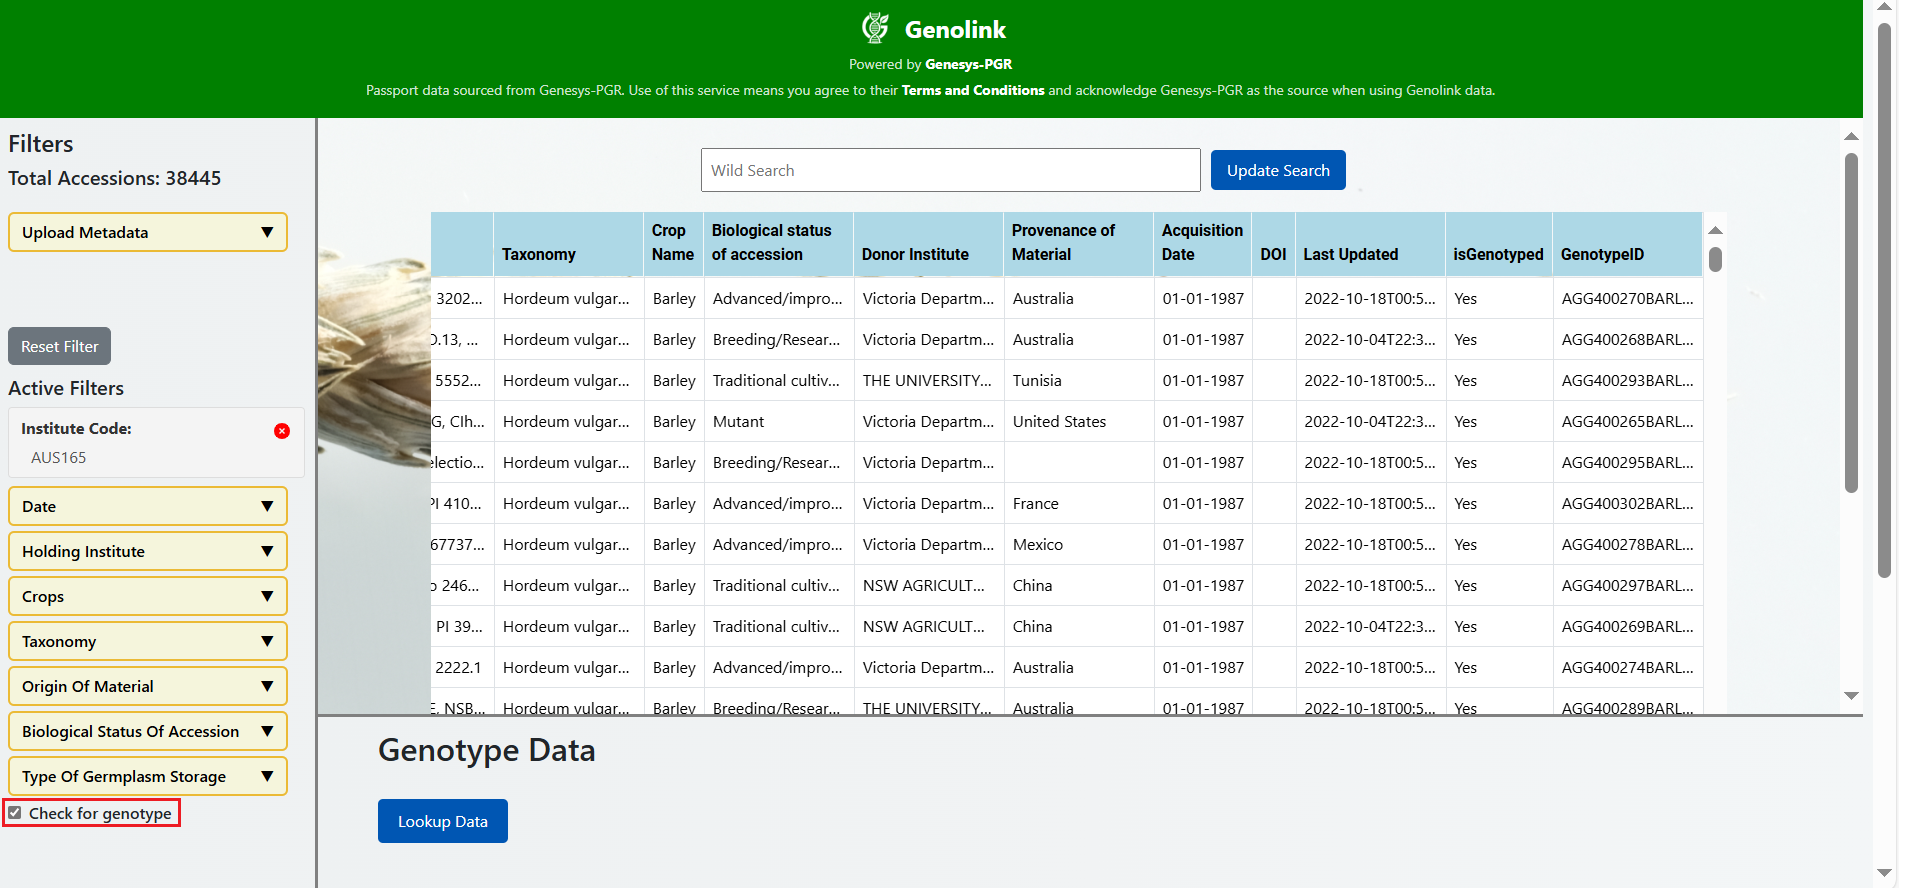 Genolink
Powered by Genesys-PGR
Passport data sourced from Genesys-PGR. Use of this service means you agree to their Terms and Conditions and acknowledge Genesys-PGR as the source when using Genolink data.
Filters
Total Accessions: 38445
Upload Metadata
Reset Filter
Active Filters
Institute Code:
AUS165
Date
Holding Institute
Crops
Taxonomy
Origin Of Material
Biological Status Of Accession
Type Of Germplasm Storage
Check for genotype
Wild Search Update Search
Taxonomy Crop Name Biological status of accession Donor Institute Provenance of Material Acquisition Date DOI Last Updated isGenotyped GenotypeID
3202... Hordeum vulgar... Barley Advanced/impro... Victoria Departm... Australia 01-01-1987 2022-10-18T00:5... Yes AGG400270BARL...
O.13, ... Hordeum vulgar... Barley Breeding/Resear... Victoria Departm... Australia 01-01-1987 2022-10-04T22:3... Yes AGG400268BARL...
5552... Hordeum vulgar... Barley Traditional cultiv... THE UNIVERSITY... Tunisia 01-01-1987 2022-10-18T00:5... Yes AGG400293BARL...
G, CIh... Hordeum vulgar... Barley Mutant Victoria Departm... United States 01-01-1987 2022-10-04T22:3... Yes AGG400265BARL...
electio... Hordeum vulgar... Barley Breeding/Resear... Victoria Departm... 01-01-1987 2022-10-18T00:5... Yes AGG400295BARL...
PI 410... Hordeum vulgar... Barley Advanced/impro... Victoria Departm... France 01-01-1987 2022-10-18T00:5... Yes AGG400302BARL...
67737... Hordeum vulgar... Barley Advanced/impro... Victoria Departm... Mexico 01-01-1987 2022-10-18T00:5... Yes AGG400278BARL...
o 246... Hordeum vulgar... Barley Traditional cultiv... NSW AGRICULT... China 01-01-1987 2022-10-18T00:5... Yes AGG400297BARL...
PI 39... Hordeum vulgar... Barley Traditional cultiv... NSW AGRICULT... China 01-01-1987 2022-10-04T22:3... Yes AGG400269BARL...
2222.1 Hordeum vulgar... Barley Advanced/impro... Victoria Departm... Australia 01-01-1987 2022-10-18T00:5... Yes AGG400274BARL...
E, NSB... Hordeum vulgar... Barley Breeding/Resear... THE UNIVERSITY... Australia 01-01-1987 2022-10-18T00:5... Yes AGG400289BARL...
Genotype Data
Lookup Data